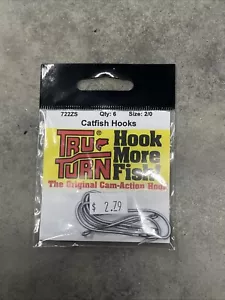 722ZS Qty: 6 Size: 2/0
Catfish Hooks
TRU-TURN
Hook
More
Fish!
The Original Cam-Action Hook
$ 2.29